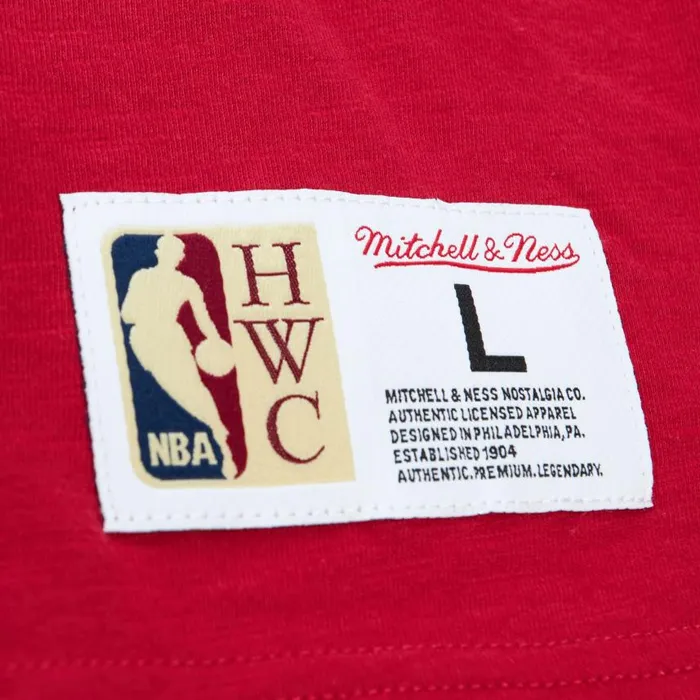 NBA
H
W
C
Mitchell & Ness
L
MITCHELL & NESS NOSTALGIA CO.
AUTHENTIC LICENSED APPAREL
DESIGNED IN PHILADELPHIA, PA.
ESTABLISHED 1904
AUTHENTIC.PREMIUM.LEGENDARY.